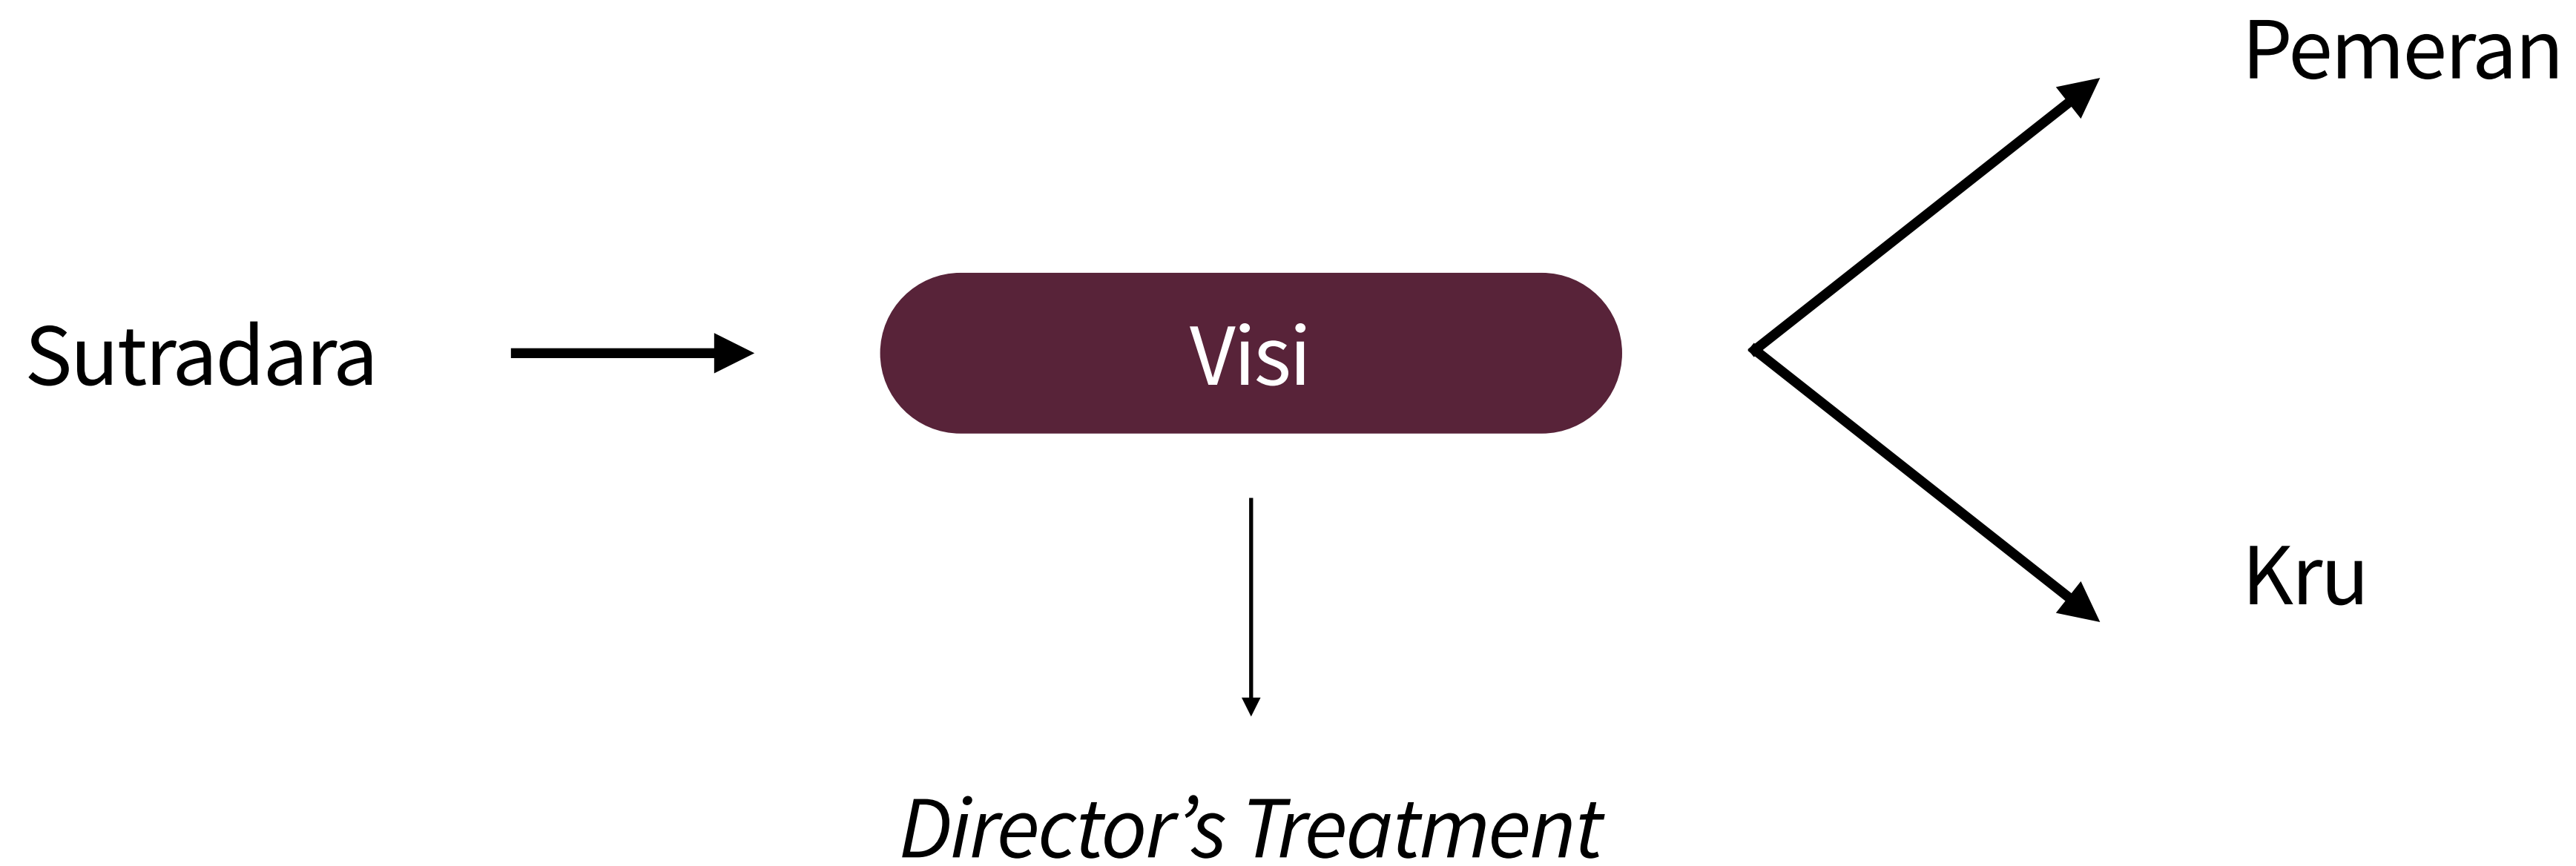 Pemeran
Sutradara
Visi
Kru
Director’s Treatment